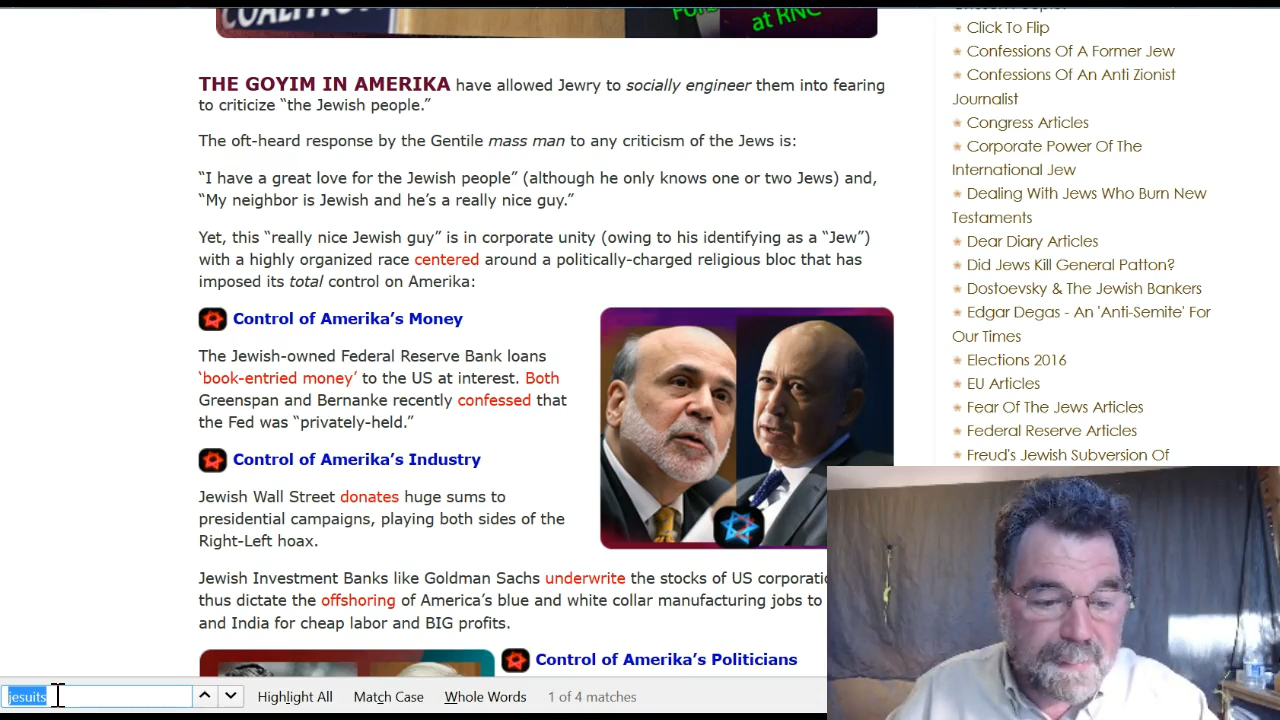 COALITION
at RNC
THE GOYIM IN AMERIKA have allowed Jewry to socially engineer them into fearing
to criticize “the Jewish people.”
The oft-heard response by the Gentile mass man to any criticism of the Jews is:
“I have a great love for the Jewish people” (although he only knows one or two Jews) and,
“My neighbor is Jewish and he’s a really nice guy.”
Yet, this “really nice Jewish guy” is in corporate unity (owing to his identifying as a “Jew”)
with a highly organized race centered around a politically-charged religious bloc that has
imposed its total control on Amerika:
Control of Amerika’s Money
The Jewish-owned Federal Reserve Bank loans
‘book-entried money’ to the US at interest. Both
Greenspan and Bernanke recently confessed that
the Fed was “privately-held.”
Control of Amerika’s Industry
Jewish Wall Street donates huge sums to
presidential campaigns, playing both sides of the
Right-Left hoax.
Jewish Investment Banks like Goldman Sachs underwrite the stocks of US corporati
thus dictate the offshoring of America’s blue and white collar manufacturing jobs to
and India for cheap labor and BIG profits.
Control of Amerika’s Politicians
Click To Flip
Confessions Of A Former Jew
Confessions Of An Anti Zionist
Journalist
Congress Articles
Corporate Power Of The
International Jew
Dealing With Jews Who Burn New
Testaments
Dear Diary Articles
Did Jews Kill General Patton?
Dostoevsky & The Jewish Bankers
Edgar Degas - An 'Anti-Semite' For
Our Times
Elections 2016
EU Articles
Fear Of The Jews Articles
Federal Reserve Articles
Freud's Jewish Subversion Of
jesuits
Highlight All
Match Case
Whole Words
1 of 4 matches